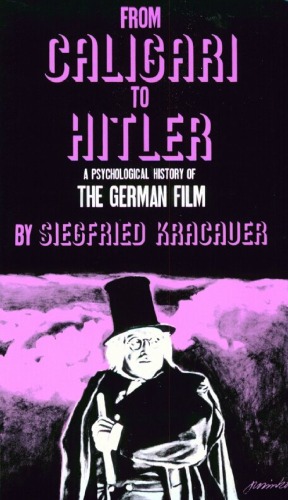 FROM
CALIGARI
TO
HITLER
A PSYCHOLOGICAL HISTORY OF
THE GERMAN FILM
BY SIEGFRIED KRACAUER